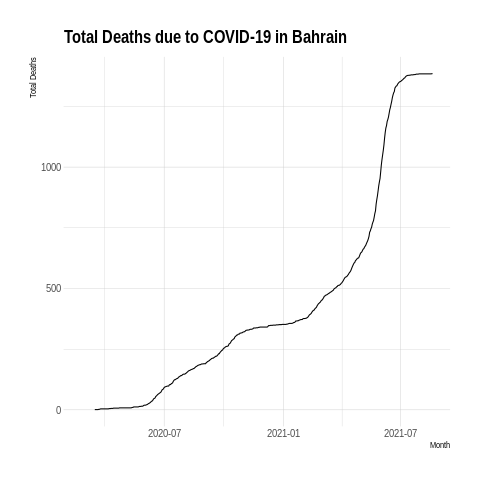 Total Deaths due to COVID-19 in Bahrain
Total Deaths
1000
500
0
2020-07
2021-01
2021-07
Month